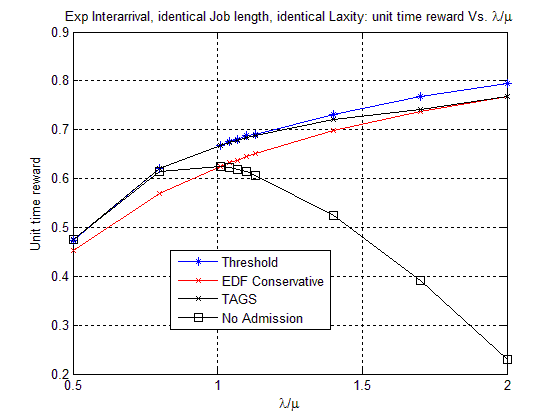 Exp Interarrival, identical Job length, identical Laxity: unit time reward Vs. λ/μ
0.9
0.8
0.7
0.6
0.5
0.4
0.3
0.2
Unit time reward
Threshold
EDF Conservative
TAGS
No Admission
0.5
1
1.5
2
λ/μ